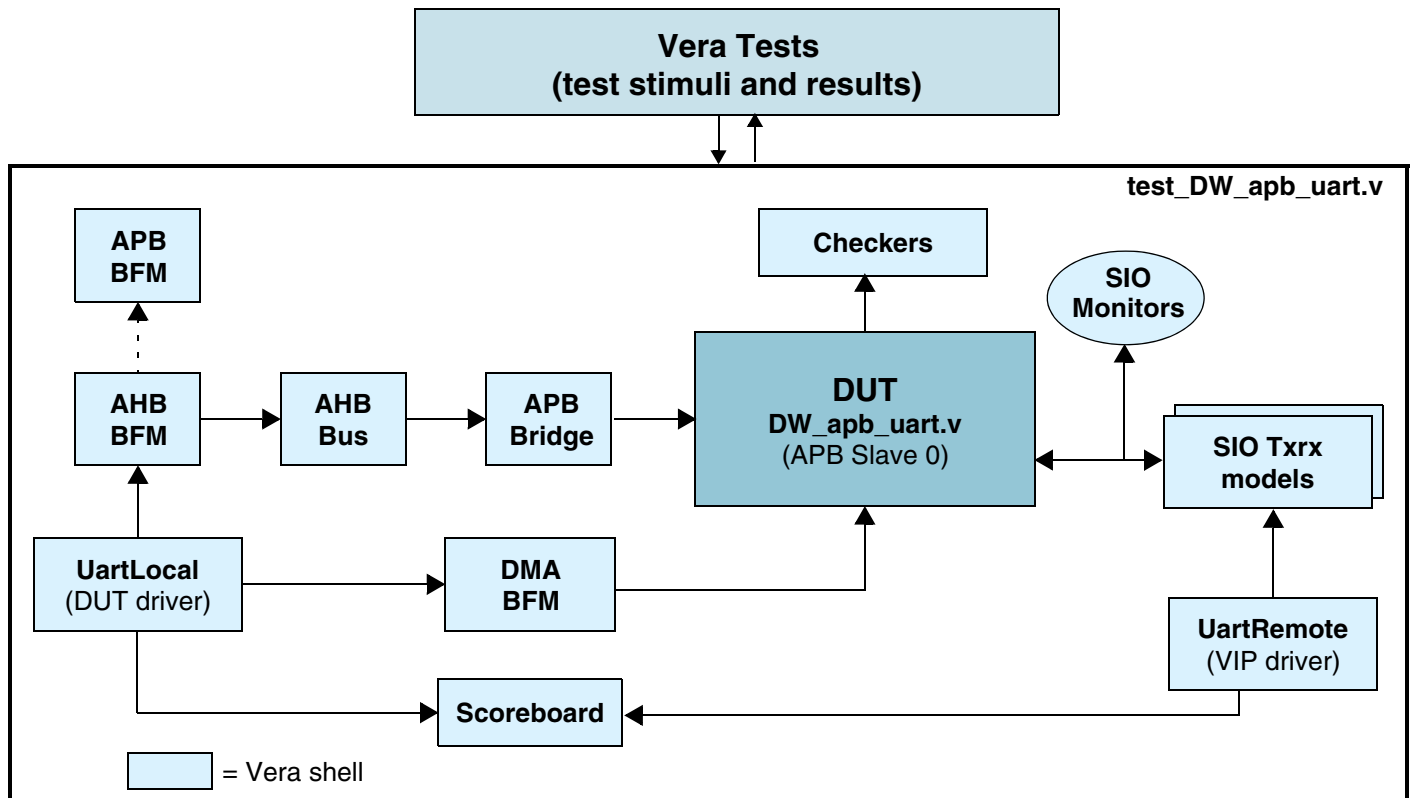 Vera Tests
(test stimuli and results)
test_DW_apb_uart.v
APB
BFM
Checkers
SIO
Monitors
AHB
BFM
AHB
Bus
APB
Bridge
DUT
DW_apb_uart.v
(APB Slave 0)
SIO Txrx
models
UartLocal
(DUT driver)
DMA
BFM
UartRemote
(VIP driver)
Scoreboard
= Vera shell